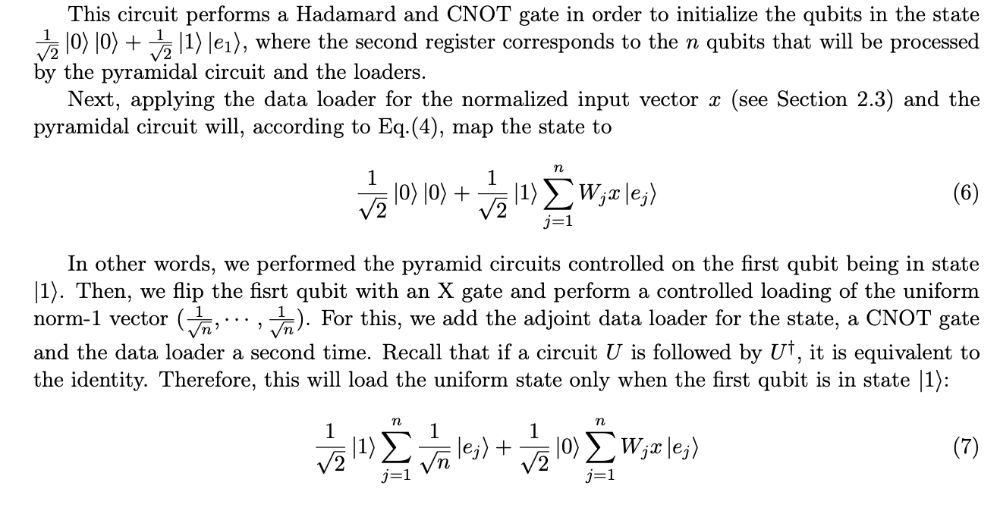 This circuit performs a Hadamard and CNOT gate in order to initialize the qubits in the state
$\frac{1}{\sqrt{2}}|0\rangle|0\rangle + \frac{1}{\sqrt{2}}|1\rangle|e_1\rangle$, where the second register corresponds to the $n$ qubits that will be processed
by the pyramidal circuit and the loaders.
Next, applying the data loader for the normalized input vector $x$ (see Section 2.3) and the
pyramidal circuit will, according to Eq.(4), map the state to
$\frac{1}{\sqrt{2}}|0\rangle|0\rangle + \frac{1}{\sqrt{2}}|1\rangle\sum_{j=1}^{n} W_j x|e_j\rangle$ (6)
In other words, we performed the pyramid circuits controlled on the first qubit being in state
$|1\rangle$. Then, we flip the fisrt qubit with an X gate and perform a controlled loading of the uniform
norm-1 vector $(\frac{1}{\sqrt{n}}, \cdots, \frac{1}{\sqrt{n}})$. For this, we add the adjoint data loader for the state, a CNOT gate
and the data loader a second time. Recall that if a circuit $U$ is followed by $U^\dagger$, it is equivalent to
the identity. Therefore, this will load the uniform state only when the first qubit is in state $|1\rangle$:
$\frac{1}{\sqrt{2}}|1\rangle\sum_{j=1}^{n}\frac{1}{\sqrt{n}}|e_j\rangle + \frac{1}{\sqrt{2}}|0\rangle\sum_{j=1}^{n} W_j x|e_j\rangle$ (7)